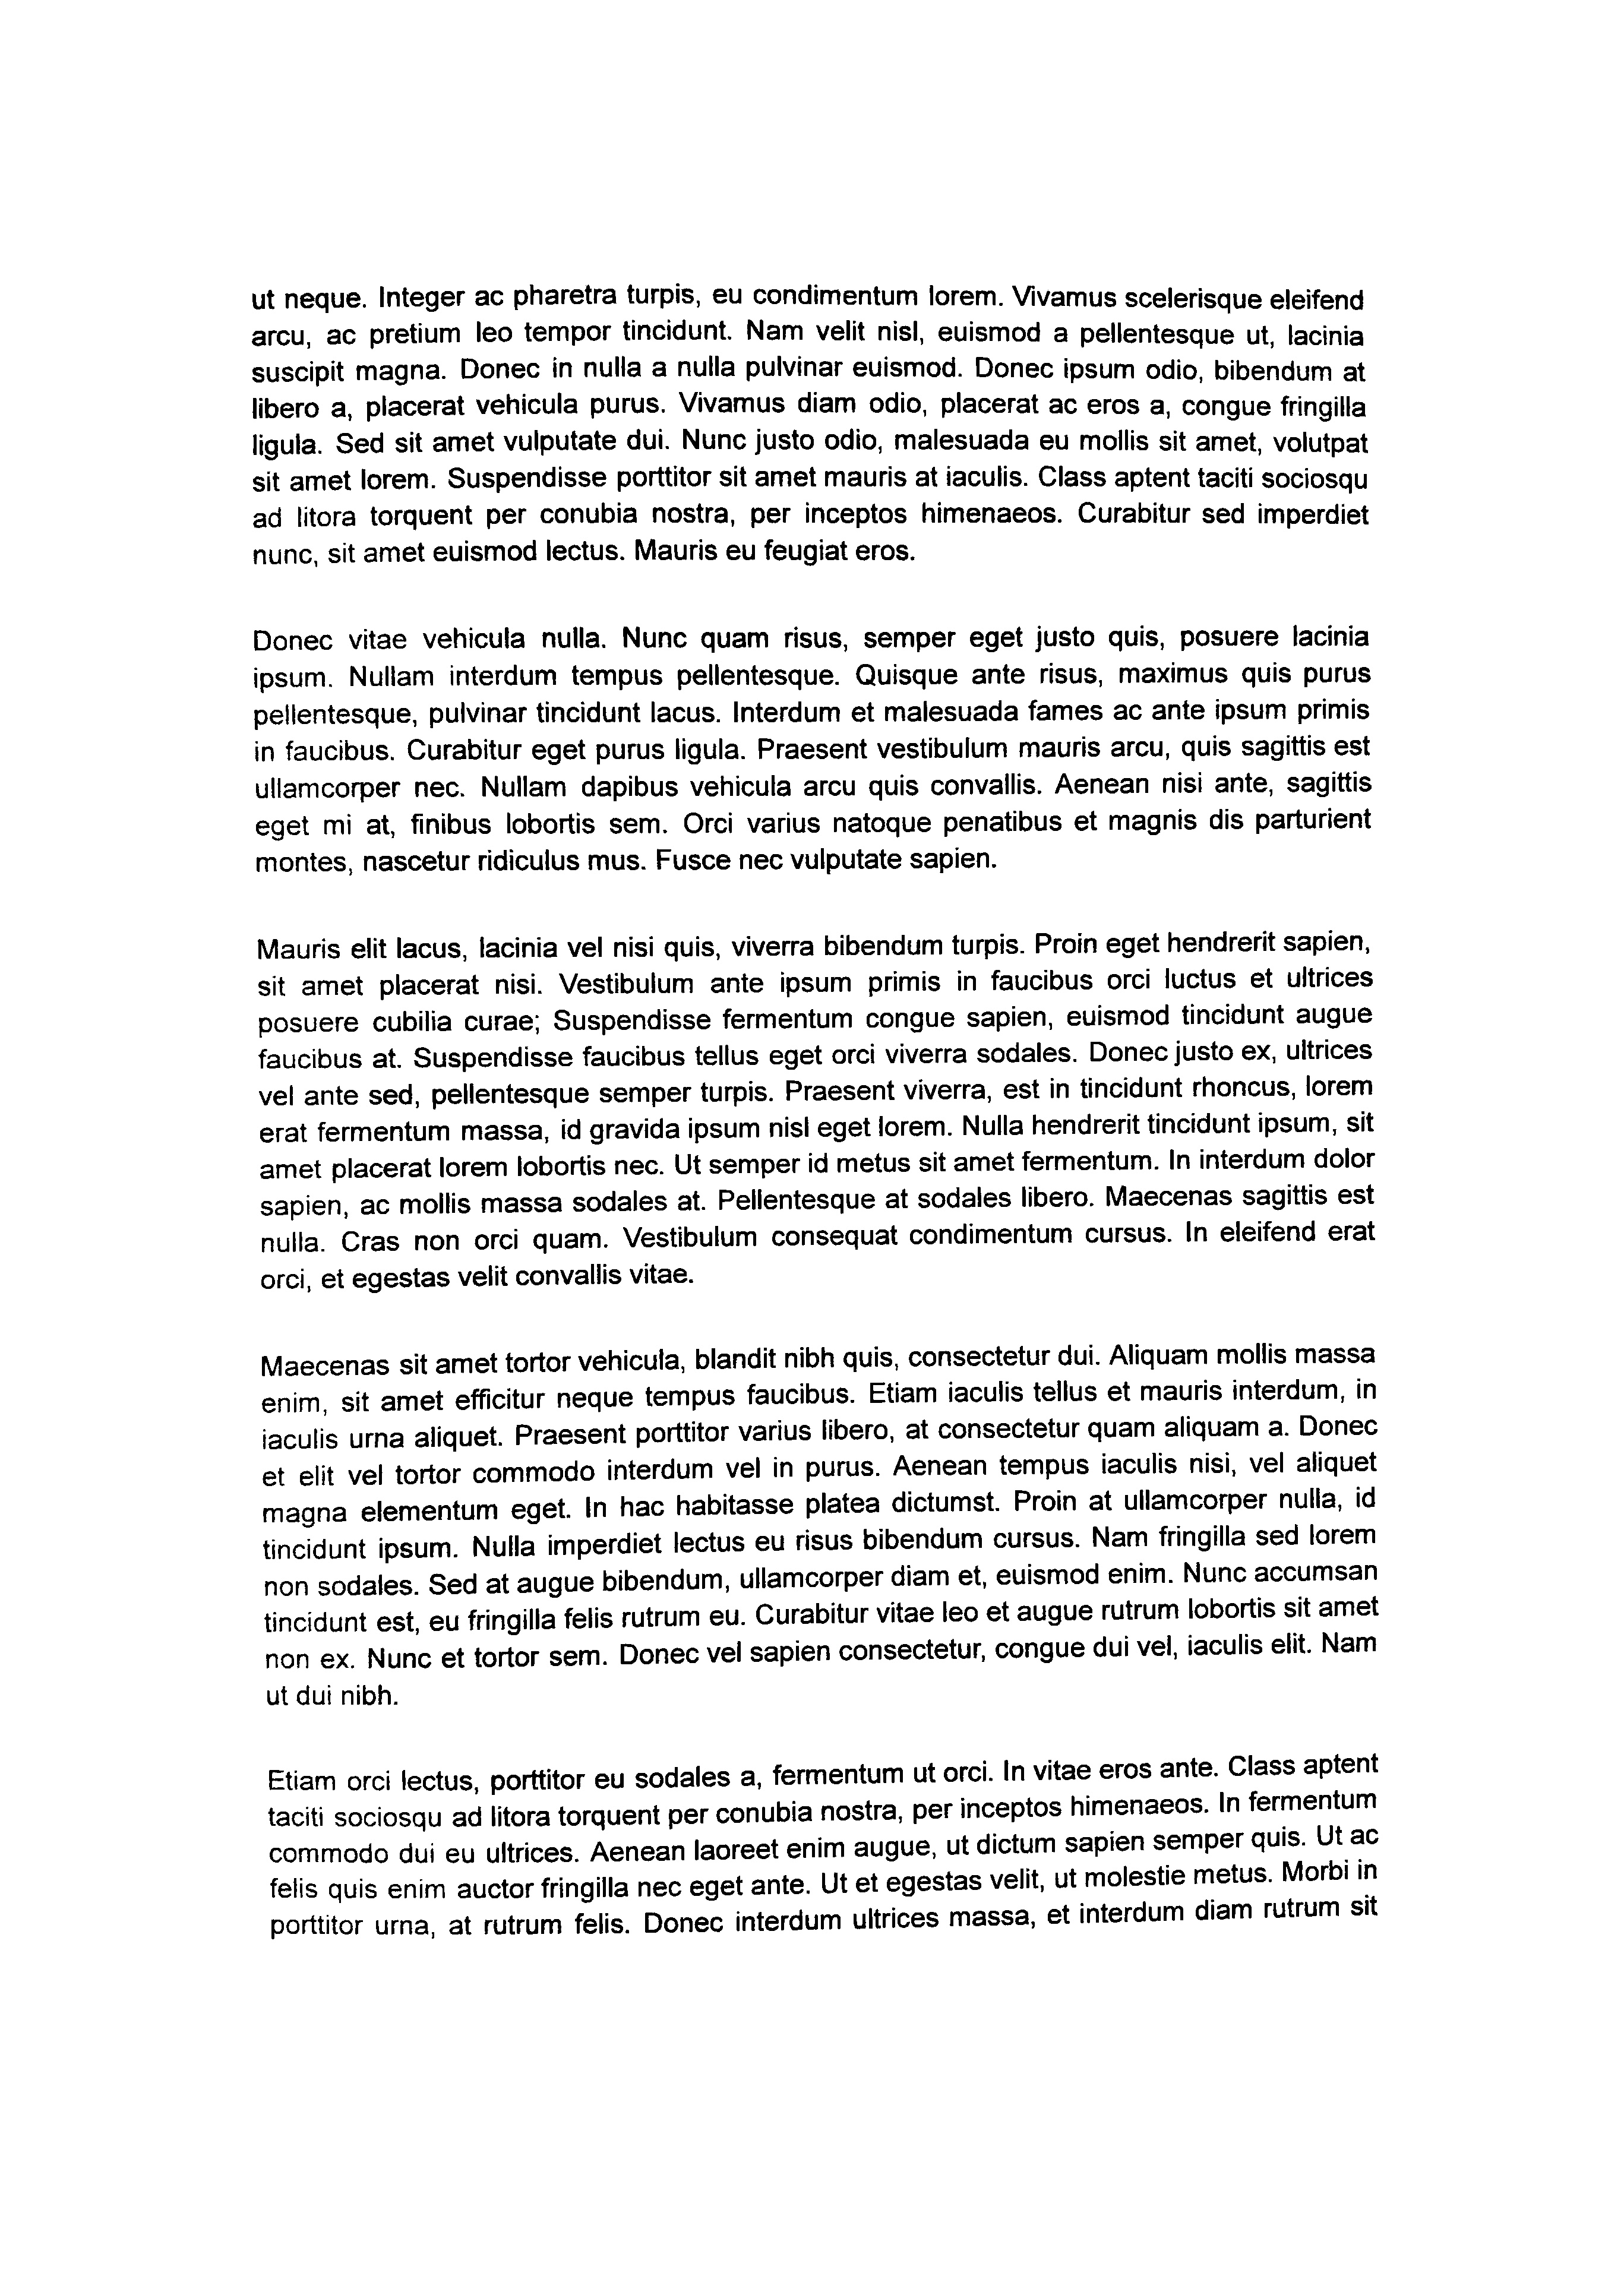 ut neque. Integer ac pharetra turpis, eu condimentum lorem. Vivamus scelerisque eleifend
arcu, ac pretium leo tempor tincidunt. Nam velit nisl, euismod a pellentesque ut, lacinia
suscipit magna. Donec in nulla a nulla pulvinar euismod. Donec ipsum odio, bibendum at
libero a, placerat vehicula purus. Vivamus diam odio, placerat ac eros a, congue fringilla
ligula. Sed sit amet vulputate dui. Nunc justo odio, malesuada eu mollis sit amet, volutpat
sit amet lorem. Suspendisse porttitor sit amet mauris at iaculis. Class aptent taciti sociosqu
ad litora torquent per conubia nostra, per inceptos himenaeos. Curabitur sed imperdiet
nunc, sit amet euismod lectus. Mauris eu feugiat eros.
Donec vitae vehicula nulla. Nunc quam risus, semper eget justo quis, posuere lacinia
ipsum. Nullam interdum tempus pellentesque. Quisque ante risus, maximus quis purus
pellentesque, pulvinar tincidunt lacus. Interdum et malesuada fames ac ante ipsum primis
in faucibus. Curabitur eget purus ligula. Praesent vestibulum mauris arcu, quis sagittis est
ullamcorper nec. Nullam dapibus vehicula arcu quis convallis. Aenean nisi ante, sagittis
eget mi at, finibus lobortis sem. Orci varius natoque penatibus et magnis dis parturient
montes, nascetur ridiculus mus. Fusce nec vulputate sapien.
Mauris elit lacus, lacinia vel nisi quis, viverra bibendum turpis. Proin eget hendrerit sapien,
sit amet placerat nisi. Vestibulum ante ipsum primis in faucibus orci luctus et ultrices
posuere cubilia curae; Suspendisse fermentum congue sapien, euismod tincidunt augue
faucibus at. Suspendisse faucibus tellus eget orci viverra sodales. Donec justo ex, ultrices
vel ante sed, pellentesque semper turpis. Praesent viverra, est in tincidunt rhoncus, lorem
erat fermentum massa, id gravida ipsum nisl eget lorem. Nulla hendrerit tincidunt ipsum, sit
amet placerat lorem lobortis nec. Ut semper id metus sit amet fermentum. In interdum dolor
sapien, ac mollis massa sodales at. Pellentesque at sodales libero. Maecenas sagittis est
nulla. Cras non orci quam. Vestibulum consequat condimentum cursus. In eleifend erat
orci, et egestas velit convallis vitae.
Maecenas sit amet tortor vehicula, blandit nibh quis, consectetur dui. Aliquam mollis massa
enim, sit amet efficitur neque tempus faucibus. Etiam iaculis tellus et mauris interdum, in
iaculis urna aliquet. Praesent porttitor varius libero, at consectetur quam aliquam a. Donec
et elit vel tortor commodo interdum vel in purus. Aenean tempus iaculis nisi, vel aliquet
magna elementum eget. In hac habitasse platea dictumst. Proin at ullamcorper nulla, id
tincidunt ipsum. Nulla imperdiet lectus eu risus bibendum cursus. Nam fringilla sed lorem
non sodales. Sed at augue bibendum, ullamcorper diam et, euismod enim. Nunc accumsan
tincidunt est, eu fringilla felis rutrum eu. Curabitur vitae leo et augue rutrum lobortis sit amet
non ex. Nunc et tortor sem. Donec vel sapien consectetur, congue dui vel, iaculis elit. Nam
ut dui nibh.
Etiam orci lectus, porttitor eu sodales a, fermentum ut orci. In vitae eros ante. Class aptent
taciti sociosqu ad litora torquent per conubia nostra, per inceptos himenaeos. In fermentum
commodo dui eu ultrices. Aenean laoreet enim augue, ut dictum sapien semper quis. Ut ac
felis quis enim auctor fringilla nec eget ante. Ut et egestas velit, ut molestie metus. Morbi in
porttitor urna, at rutrum felis. Donec interdum ultrices massa, et interdum diam rutrum sit